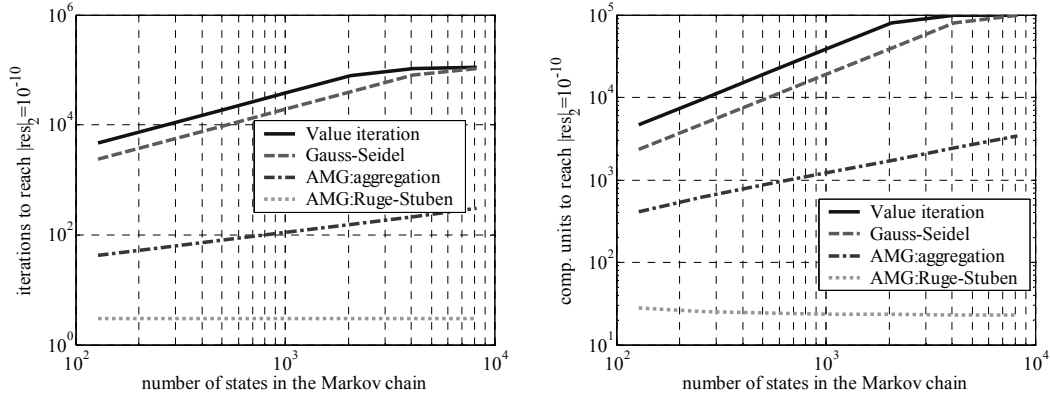 10^6
10^4
10^2
10^0
iterations to reach |res|_2=10^-10
Value iteration
Gauss-Seidel
AMG:aggregation
AMG:Ruge-Stuben
10^2 10^3 10^4
number of states in the Markov chain
10^5
10^4
10^3
10^2
10^1
comp. units to reach |res|_2=10^-10
Value iteration
Gauss-Seidel
AMG:aggregation
AMG:Ruge-Stuben
10^2 10^3 10^4
number of states in the Markov chain